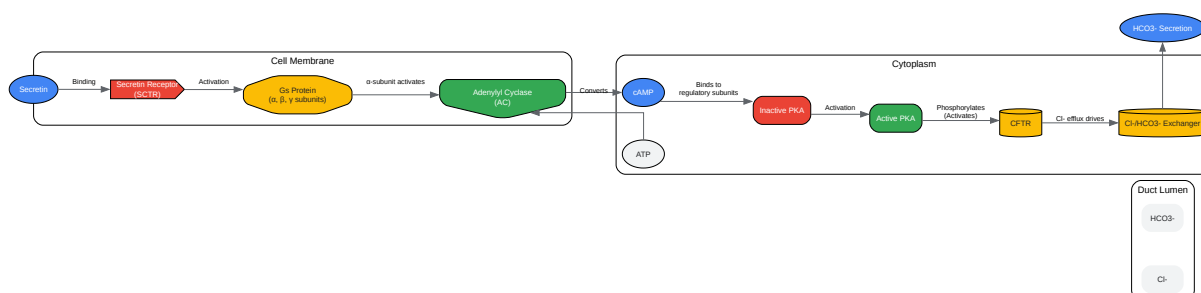 HCO3- Secretion
Cell Membrane
Cytoplasm
Secretin
Binding
Secretin Receptor
(SCTR)
Activation
Gs Protein
(α, β, γ subunits)
α-subunit activates
Adenylyl Cyclase
(AC)
Converts
cAMP
Binds to
regulatory subunits
Inactive PKA
Activation
Active PKA
Phosphorylates
(Activates)
CFTR
Cl- efflux drives
Cl-/HCO3- Exchanger
ATP
Duct Lumen
HCO3-
Cl-